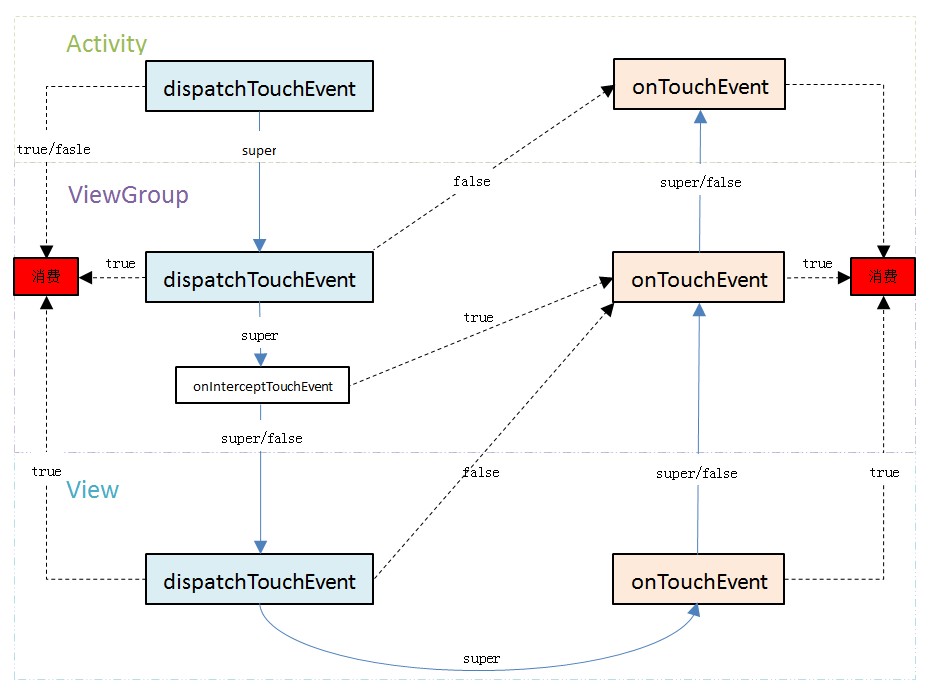 Activity
dispatchTouchEvent
onTouchEvent
true/fasle
super
false
super/false
ViewGroup
消费
true
dispatchTouchEvent
onTouchEvent
true
消费
super
true
onInterceptTouchEvent
super/false
true
false
super/false
true
View
dispatchTouchEvent
onTouchEvent
super